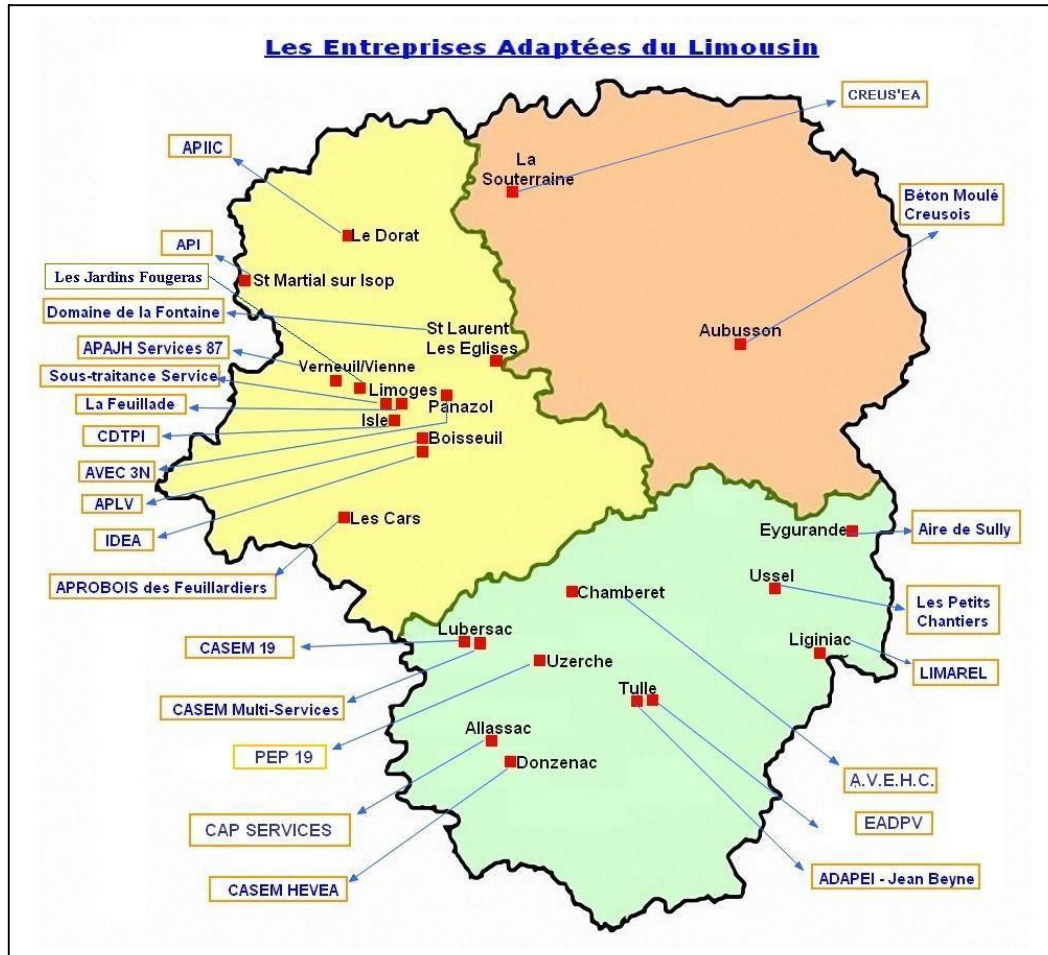 Les Entreprises Adaptées du Limousin
CREUS'EA
APIIC
La
Souterraine
Béton Moulé
Creusois
Le Dorat
API
St Martial sur Isop
Les Jardins Fougeras
Domaine de la Fontaine
St Laurent
Les Eglises
Aubusson
APAJH Services 87
Verneuil/Vienne
Sous-traitance Service
Limoges
Panazol
La Feuillade
Isle
CDTPI
Boisseuil
AVEC 3N
APLV
IDEA
Les Cars
Eygurande
Aire de Sully
APROBOIS des Feuillardiers
Chamberet
Ussel
Les Petits
Chantiers
Lubersac
CASEM 19
Liginiac
Uzerche
LIMAREL
Tulle
CASEM Multi-Services
Allassac
PEP 19
Donzenac
A.V.E.H.C.
CAP SERVICES
EADPV
CASEM HEVEA
ADAPEI - Jean Beyne